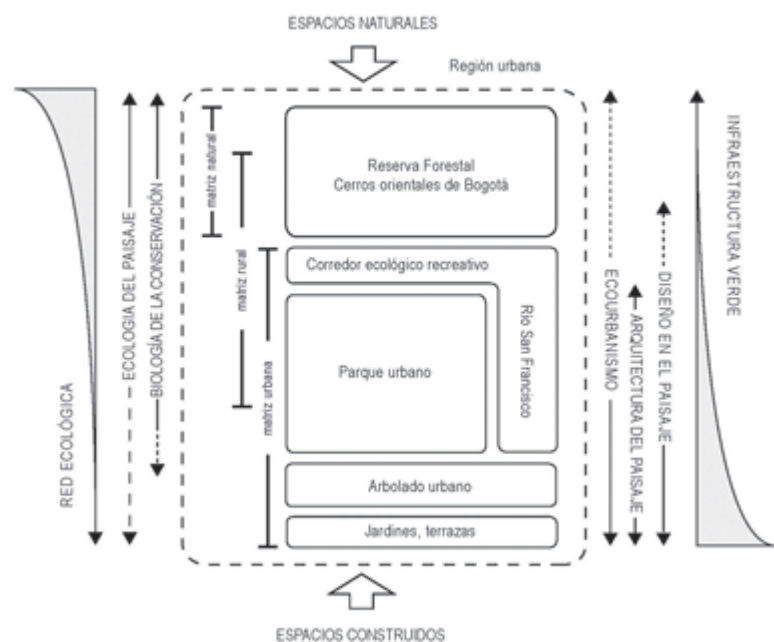 ESPACIOS NATURALES
Región urbana
RED ECOLÓGICA
ECOLOGIA DEL PAISAJE
BIOLOGÍA DE LA CONSERVACIÓN
matriz natural
matriz rural
matriz urbana
Reserva Forestal
Cerros orientales de Bogotá
Corredor ecológico recreativo
Río San Francisco
Parque urbano
Arbolado urbano
Jardines, terrazas
ECOURBANISMO
ARQUITECTURA DEL PAISAJE
DISEÑO EN EL PAISAJE
INFRAESTRUCTURA VERDE
ESPACIOS CONSTRUIDOS